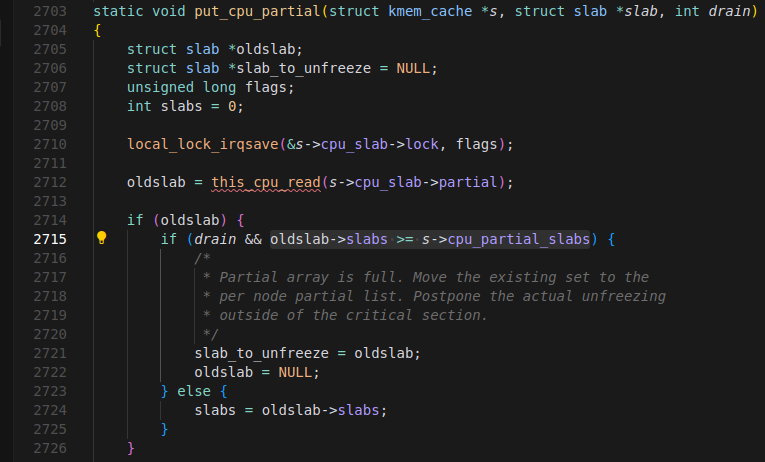 2703 static void put_cpu_partial(struct kmem_cache *s, struct slab *slab, int drain)
2704 {
2705     struct slab *oldslab;
2706     struct slab *slab_to_unfreeze = NULL;
2707     unsigned long flags;
2708     int slabs = 0;
2709
2710     local_lock_irqsave(&s->cpu_slab->lock, flags);
2711
2712     oldslab = this_cpu_read(s->cpu_slab->partial);
2713
2714     if (oldslab) {
2715         if (drain && oldslab->slabs >= s->cpu_partial_slabs) {
2716             /*
2717              * Partial array is full. Move the existing set to the
2718              * per node partial list. Postpone the actual unfreezing
2719              * outside of the critical section.
2720              */
2721             slab_to_unfreeze = oldslab;
2722             oldslab = NULL;
2723         } else {
2724             slabs = oldslab->slabs;
2725         }
2726     }